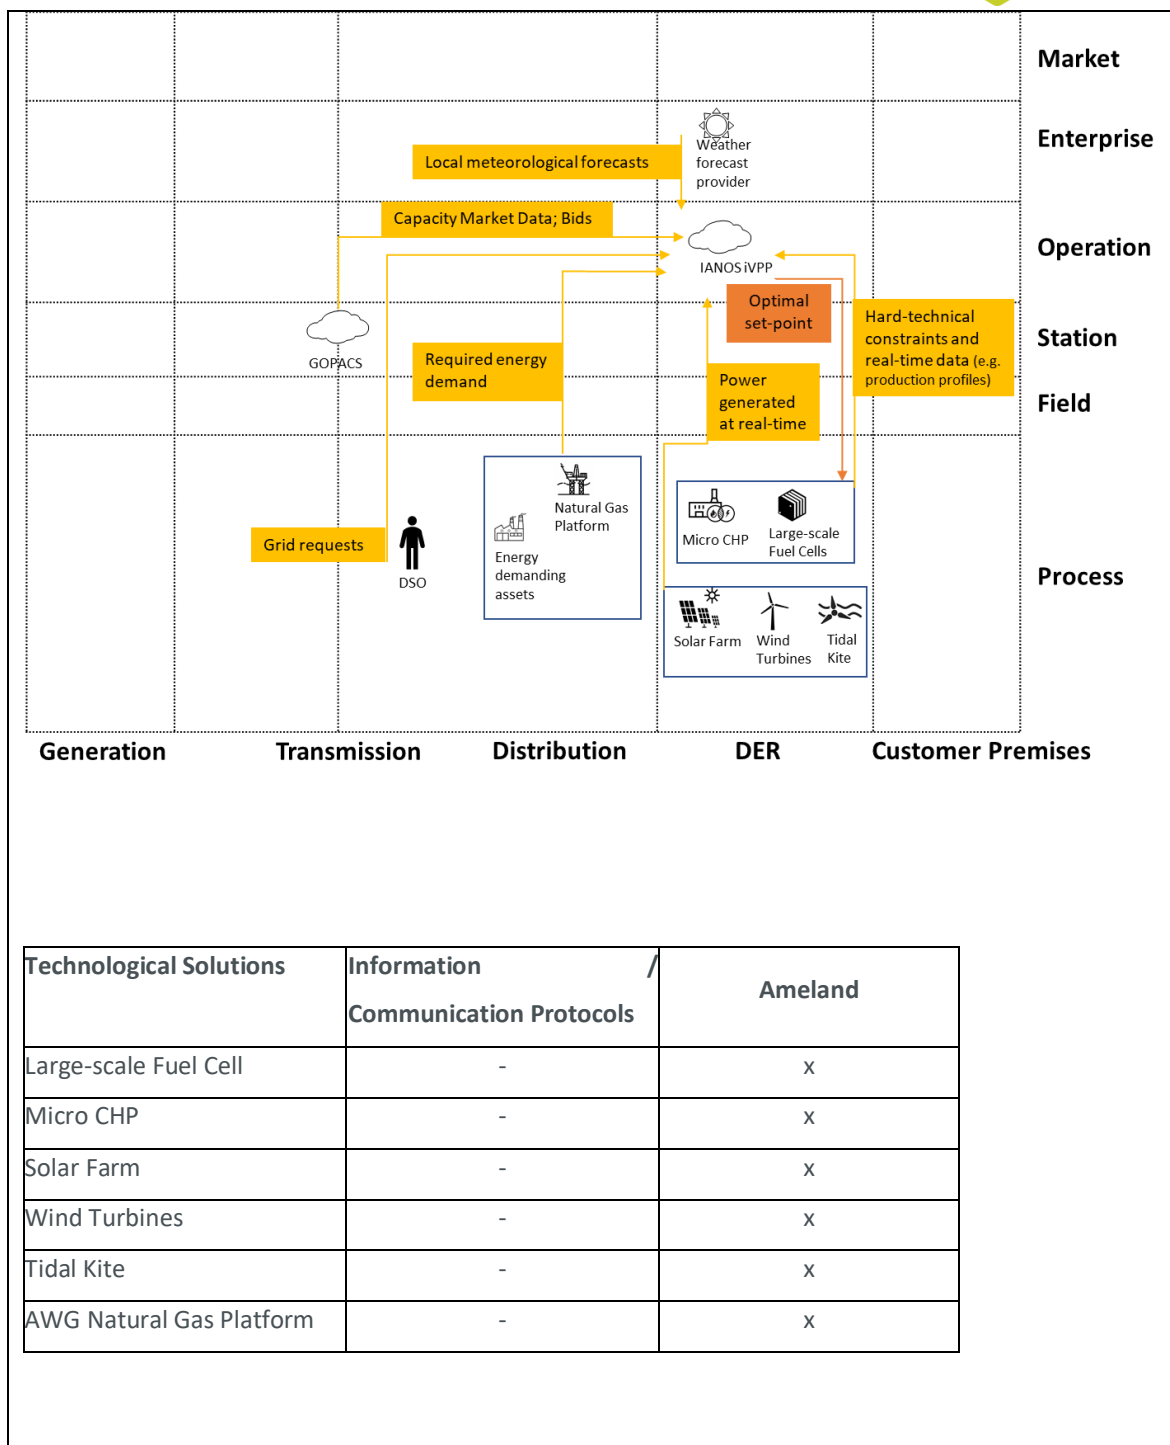 Market
Enterprise
Local meteorological forecasts
Weather
forecast
provider
Capacity Market Data; Bids
Operation
IANOS iVPP
Optimal
set-point
Hard-technical
constraints and
real-time data (e.g.
production profiles)
Station
GOPACS
Required energy
demand
Power
generated
at real-time
Field
Natural Gas
Platform
Micro CHP
Large-scale
Fuel Cells
Grid requests
DSO
Energy
demanding
assets
Process
Solar Farm
Wind
Turbines
Tidal
Kite
Generation
Transmission
Distribution
DER
Customer Premises
Technological Solutions
Information /
Communication Protocols
Ameland
Large-scale Fuel Cell - x
Micro CHP - x
Solar Farm - x
Wind Turbines - x
Tidal Kite - x
AWG Natural Gas Platform - x